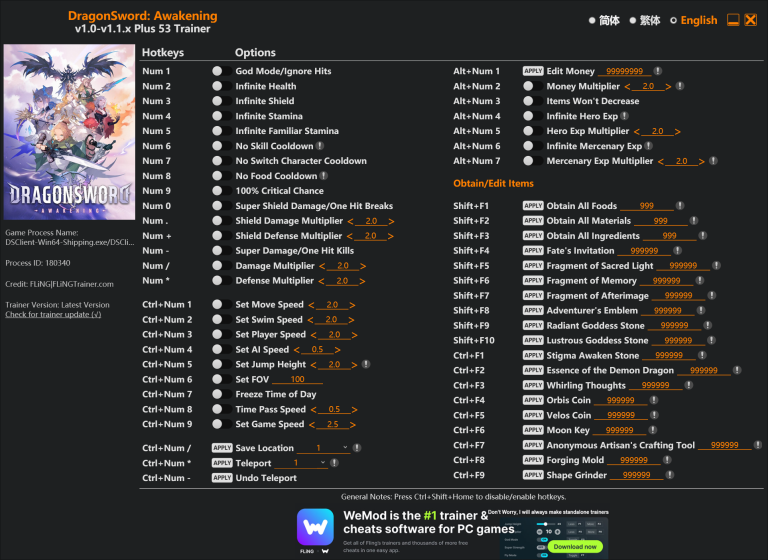 DragonSword: Awakening
v1.0-v1.1.x Plus 53 Trainer
简体
繁体
English
DRAGONSWORD
AWAKENING
Game Process Name:
DSClient-Win64-Shipping.exe/DSCli...
Process ID: 180340
Credit: FLiNG|FLiNGTrainer.com
Trainer Version: Latest Version
Check for trainer update (√)
Hotkeys Options
Num 1 God Mode/Ignore Hits
Num 2 Infinite Health
Num 3 Infinite Shield
Num 4 Infinite Stamina
Num 5 Infinite Familiar Stamina
Num 6 No Skill Cooldown !
Num 7 No Switch Character Cooldown
Num 8 No Food Cooldown !
Num 9 100% Critical Chance
Num 0 Super Shield Damage/One Hit Breaks
Num . Shield Damage Multiplier < 2.0 >
Num + Shield Defense Multiplier < 2.0 >
Num - Super Damage/One Hit Kills
Num / Damage Multiplier < 2.0 >
Num * Defense Multiplier < 2.0 >
Ctrl+Num 1 Set Move Speed < 2.0 >
Ctrl+Num 2 Set Swim Speed < 2.0 >
Ctrl+Num 3 Set Player Speed < 2.0 >
Ctrl+Num 4 Set AI Speed < 0.5 >
Ctrl+Num 5 Set Jump Height < 2.0 > !
Ctrl+Num 6 Set FOV 100
Ctrl+Num 7 Freeze Time of Day
Ctrl+Num 8 Time Pass Speed < 0.5 >
Ctrl+Num 9 Set Game Speed < 2.5 >
Ctrl+Num / APPLY Save Location 1 !
Ctrl+Num * APPLY Teleport 1 !
Ctrl+Num - APPLY Undo Teleport
Alt+Num 1 APPLY Edit Money 99999999 !
Alt+Num 2 Money Multiplier < 2.0 > !
Alt+Num 3 Items Won't Decrease
Alt+Num 4 Infinite Hero Exp !
Alt+Num 5 Hero Exp Multiplier < 2.0 >
Alt+Num 6 Infinite Mercenary Exp !
Alt+Num 7 Mercenary Exp Multiplier < 2.0 > !
Obtain/Edit Items
Shift+F1 APPLY Obtain All Foods 999 !
Shift+F2 APPLY Obtain All Materials 999 !
Shift+F3 APPLY Obtain All Ingredients 999 !
Shift+F4 APPLY Fate's Invitation 999999 !
Shift+F5 APPLY Fragment of Sacred Light 999999 !
Shift+F6 APPLY Fragment of Memory 999999 !
Shift+F7 APPLY Fragment of Afterimage 999999 !
Shift+F8 APPLY Adventurer's Emblem 999999 !
Shift+F9 APPLY Radiant Goddess Stone 999999 !
Shift+F10 APPLY Lustrous Goddess Stone 999999 !
Ctrl+F1 APPLY Stigma Awaken Stone 999999 !
Ctrl+F2 APPLY Essence of the Demon Dragon 999999 !
Ctrl+F3 APPLY Whirling Thoughts 999999 !
Ctrl+F4 APPLY Orbis Coin 999999 !
Ctrl+F5 APPLY Velos Coin 999999 !
Ctrl+F6 APPLY Moon Key 999999 !
Ctrl+F7 APPLY Anonymous Artisan's Crafting Tool 999999 !
Ctrl+F8 APPLY Forging Mold 999999 !
Ctrl+F9 APPLY Shape Grinder 999999 !
General Notes: Press Ctrl+Shift+Home to disable/enable hotkeys.
FLiNG
WeMod is the #1 trainer &
cheats software for PC games
Get all of Fling's trainers and thousands of more free
cheats in one easy app.
Don't Worry, I will always make standalone trainers
Download now